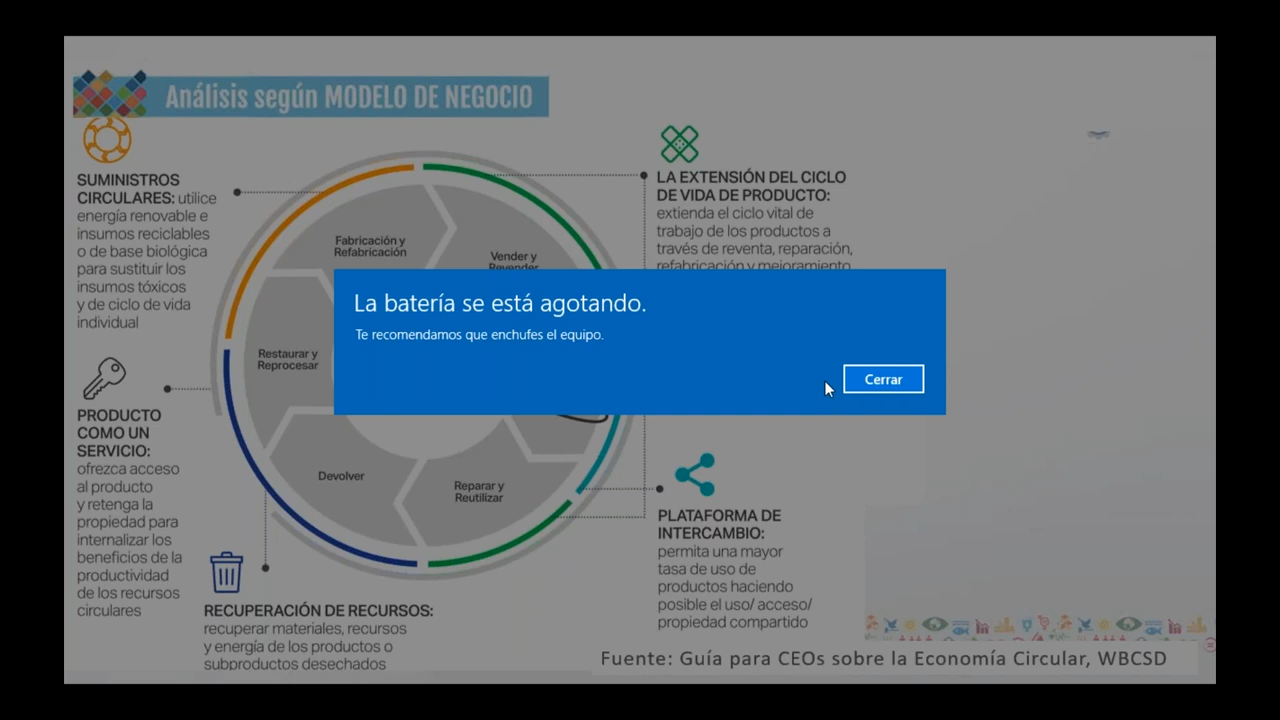 Análisis según MODELO DE NEGOCIO
SUMINISTROS
CIRCULARES: utilice
energía renovable e
insumos reciclables
o de base biológica
para sustituir los
insumos tóxicos
y de ciclo de vida
individual
PRODUCTO
COMO UN
SERVICIO:
ofrezca acceso
al producto
y retenga la
propiedad para
internalizar los
beneficios de la
productividad
de los recursos
circulares
RECUPERACIÓN DE RECURSOS:
recuperar materiales, recursos
y energía de los productos o
subproductos desechados
Fabricación y
Refabricación
Vender y
Revender
Restaurar y
Reprocesar
Devolver
Reparar y
Reutilizar
La batería se está agotando.
Te recomendamos que enchufes el equipo.
Cerrar
LA EXTENSIÓN DEL CICLO
DE VIDA DE PRODUCTO:
extienda el ciclo vital de
trabajo de los productos a
través de reventa, reparación,
refabricación y mejoramiento
PLATAFORMA DE
INTERCAMBIO:
permita una mayor
tasa de uso de
productos haciendo
posible el uso/ acceso/
propiedad compartido
Fuente: Guía para CEOs sobre la Economía Circular, WBCSD